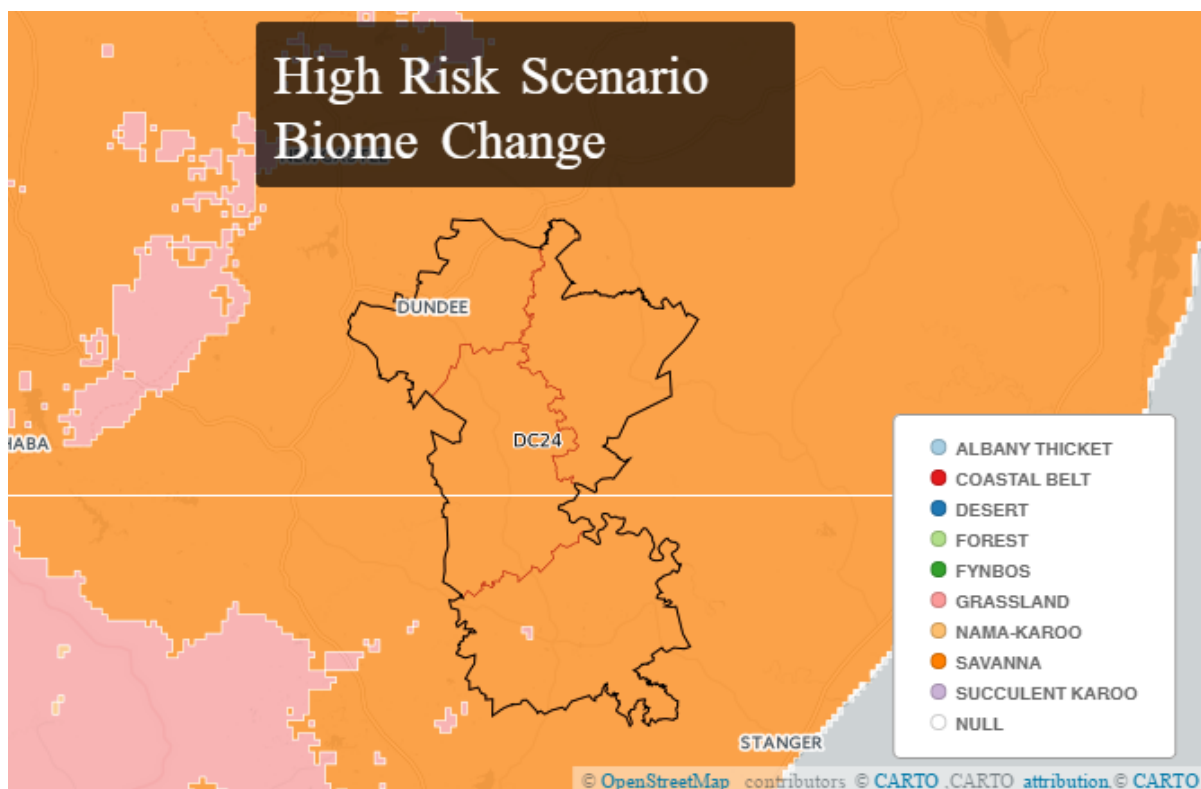 High Risk Scenario
Biome Change
NEWCASTLE
DUNDEE
HABA
DC24
STANGER
ALBANY THICKET
COASTAL BELT
DESERT
FOREST
FYNBOS
GRASSLAND
NAMA-KAROO
SAVANNA
SUCCULENT KAROO
NULL
© OpenStreetMap contributors © CARTO ,CARTO attribution,© CARTO